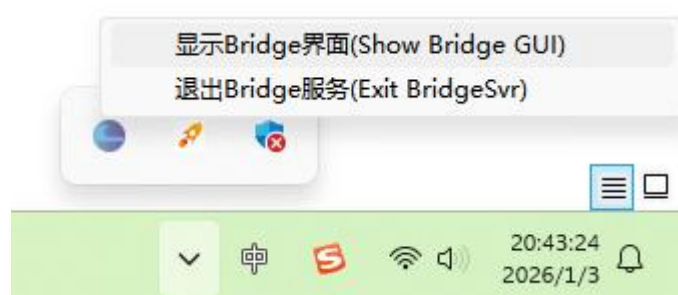 显示Bridge界面(Show Bridge GUI)
退出Bridge服务(Exit BridgeSvr)
中
20:43:24
2026/1/3